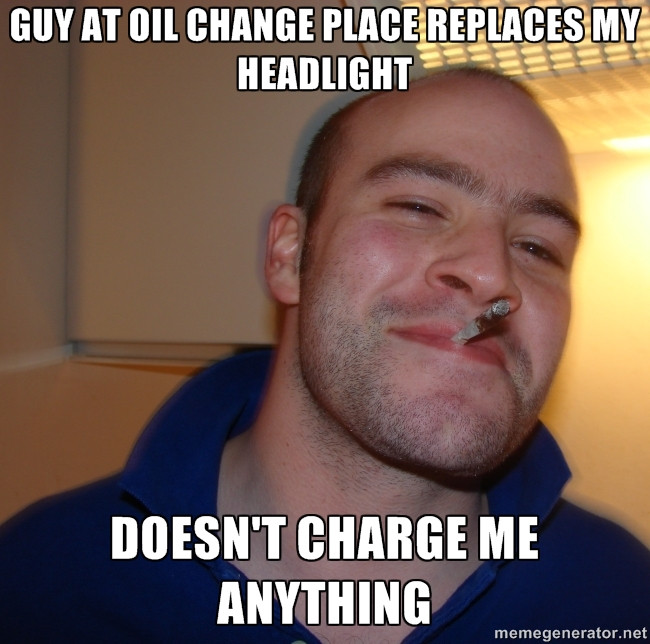 GUY AT OIL CHANGE PLACE REPLACES MY
HEADLIGHT
DOESN'T CHARGE ME
ANYTHING
memegenerator.net